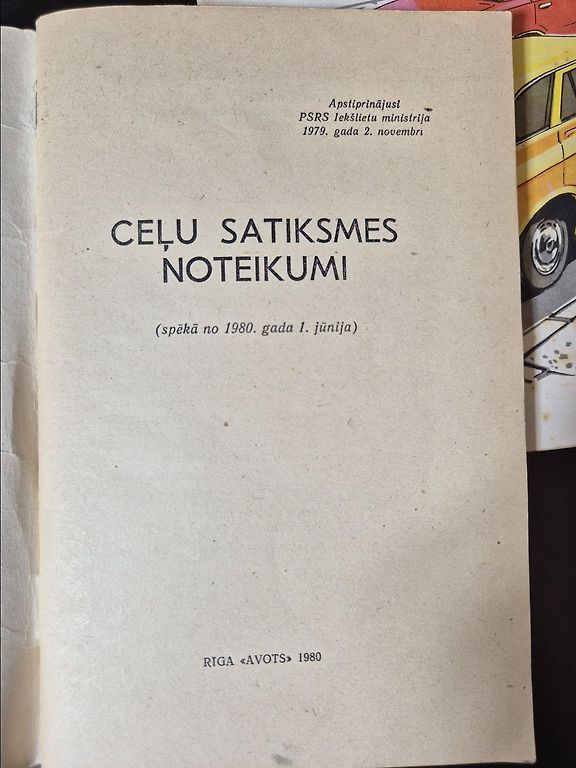 Apstiprinājusi
PSRS Iekšlietu ministrija
1979. gada 2. novembrī
CEĻU SATIKSMES
NOTEIKUMI
(spēkā no 1980. gada 1. jūnija)
RĪGA «AVOTS» 1980